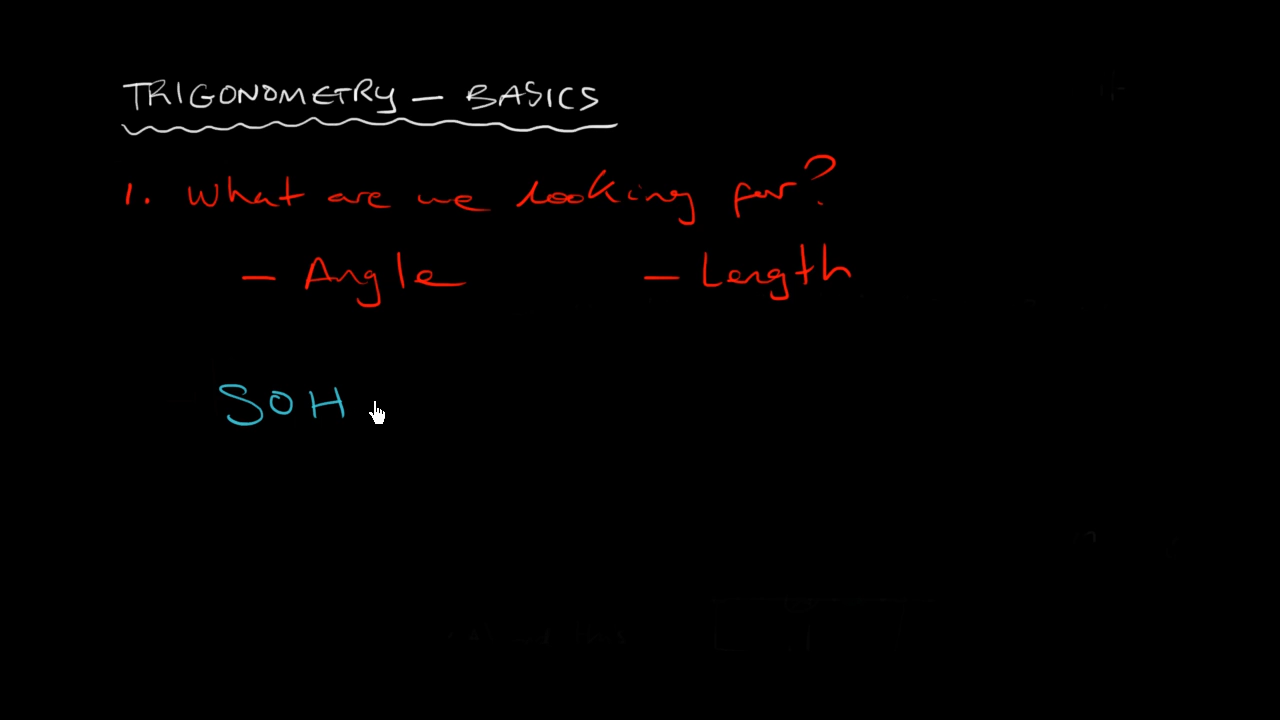 TRIGONOMETRY – BASICS
1. What are we looking for?
– Angle – Length
SOH